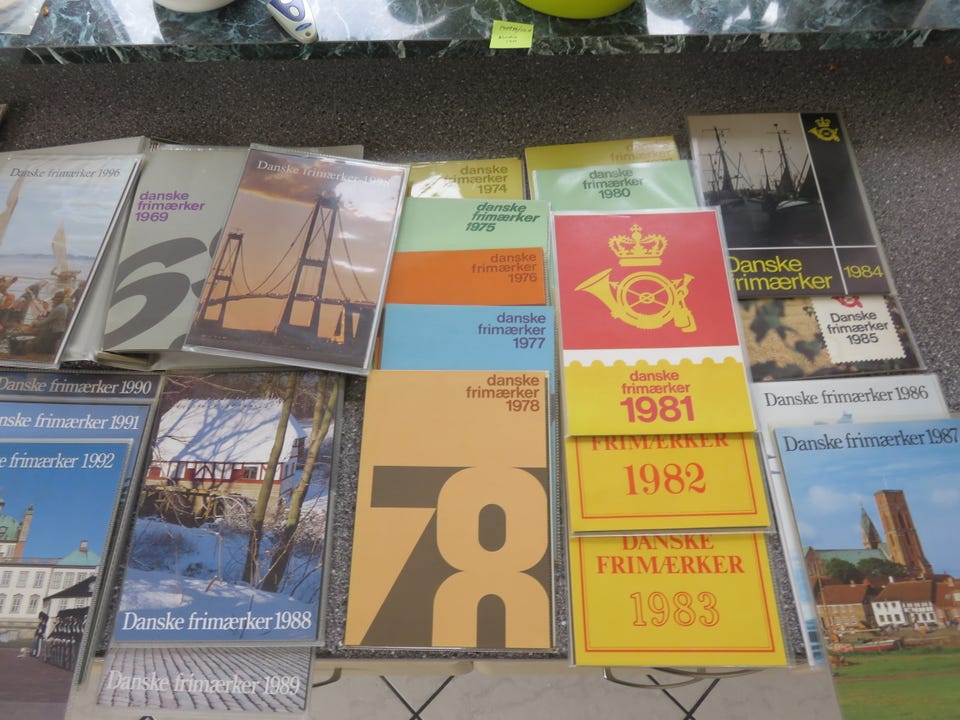 Danske frimærker 1996
danske
frimærker
1969
69
Danske frimærker 1998
danske
frimærker
1974
danske
frimærker
1975
danske
frimærker
1976
danske
frimærker
1977
danske
frimærker
1978
78
frimærker
danske
frimærker
1980
danske
frimærker
1981
FRIMÆRKER
1982
DANSKE
FRIMÆRKER
1983
Danske
frimærker
1984
Danske
frimærker
1985
Danske frimærker 1986
Danske frimærker 1987
Danske frimærker 1990
nske frimærker 1991
e frimærker 1992
Danske frimærker 1988
Danske frimærker 1989